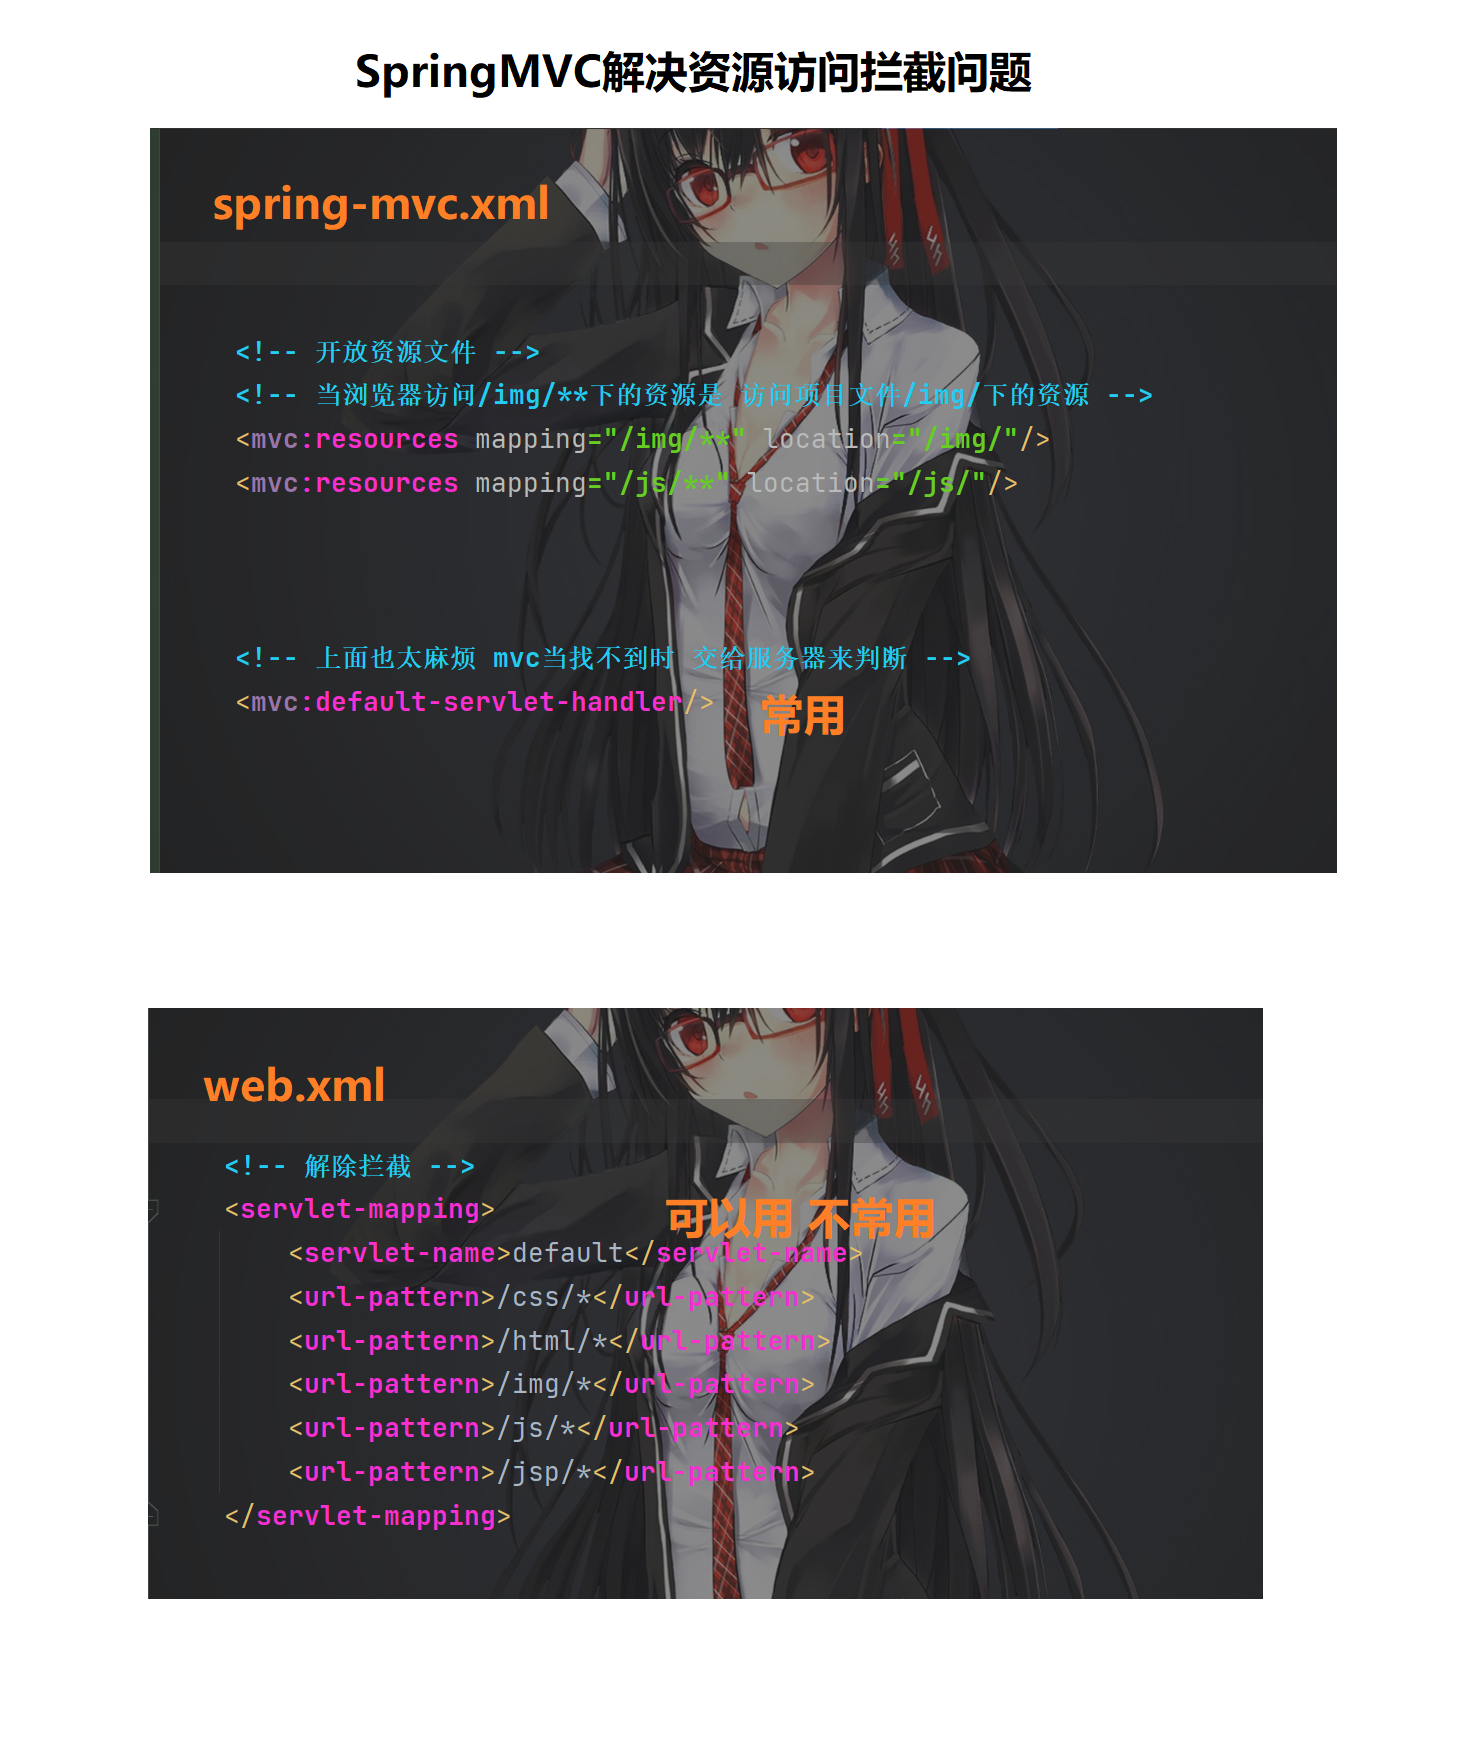 SpringMVC解决资源访问拦截问题
spring-mvc.xml
<!-- 开放资源文件 -->
<!-- 当浏览器访问/img/**下的资源是 访问项目文件/img/下的资源 -->
<mvc:resources mapping="/img/**" location="/img/"/>
<mvc:resources mapping="/js/**" location="/js/"/>
<!-- 上面也太麻烦 mvc当找不到时 交给服务器来判断 -->
<mvc:default-servlet-handler/>
常用
web.xml
<!-- 解除拦截 -->
<servlet-mapping>
可以用 不常用
<servlet-name>default</servlet-name>
<url-pattern>/css/*</url-pattern>
<url-pattern>/html/*</url-pattern>
<url-pattern>/img/*</url-pattern>
<url-pattern>/js/*</url-pattern>
<url-pattern>/jsp/*</url-pattern>
</servlet-mapping>